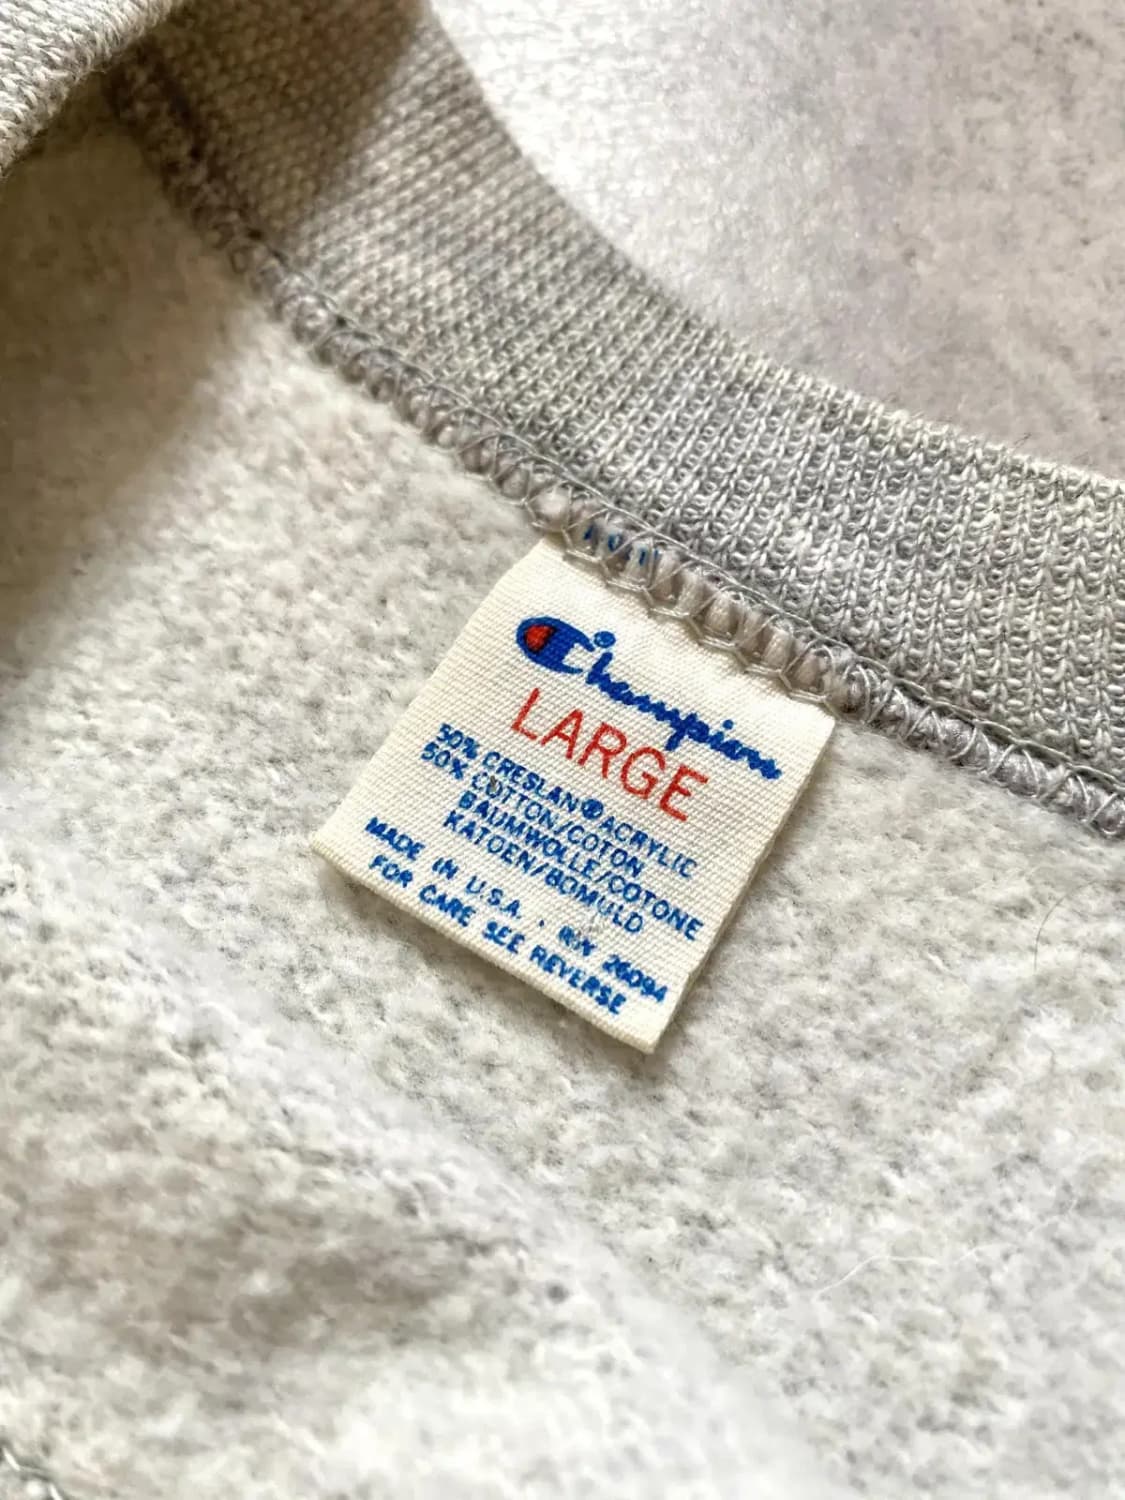 Champion
LARGE
50% CRESLAN® ACRYLIC
50% COTTON/COTON
BAUMWOLLE/COTONE
KATOEN/BOMULD
MADE IN U.S.A. · RN 26094
FOR CARE SEE REVERSE